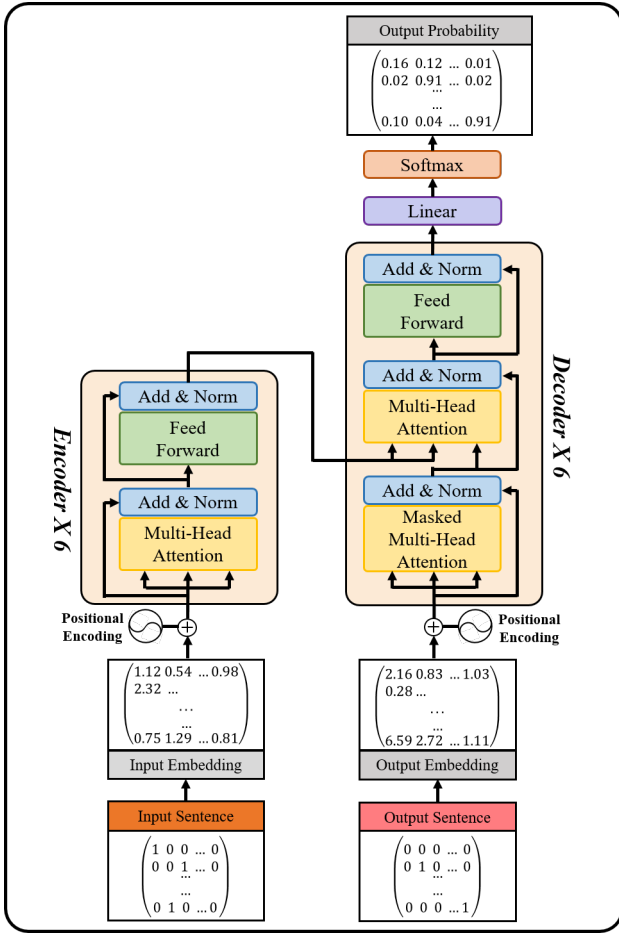 Output Probability
0.16 0.12 ... 0.01
0.02 0.91 ... 0.02
...
...
0.10 0.04 ... 0.91
Softmax
Linear
Add & Norm
Feed
Forward
Add & Norm
Multi-Head
Attention
Add & Norm
Masked
Multi-Head
Attention
Decoder X 6
Positional
Encoding
2.16 0.83 ... 1.03
0.28 ...
...
...
6.59 2.72 ... 1.11
Output Embedding
Output Sentence
0 0 0 ... 0
0 1 0 ... 0
...
...
0 0 0 ... 1
Add & Norm
Feed
Forward
Add & Norm
Multi-Head
Attention
Encoder X 6
Positional
Encoding
1.12 0.54 ... 0.98
2.32 ...
...
...
0.75 1.29 ... 0.81
Input Embedding
Input Sentence
1 0 0 ... 0
0 0 1 ... 0
...
...
0 1 0 ... 0